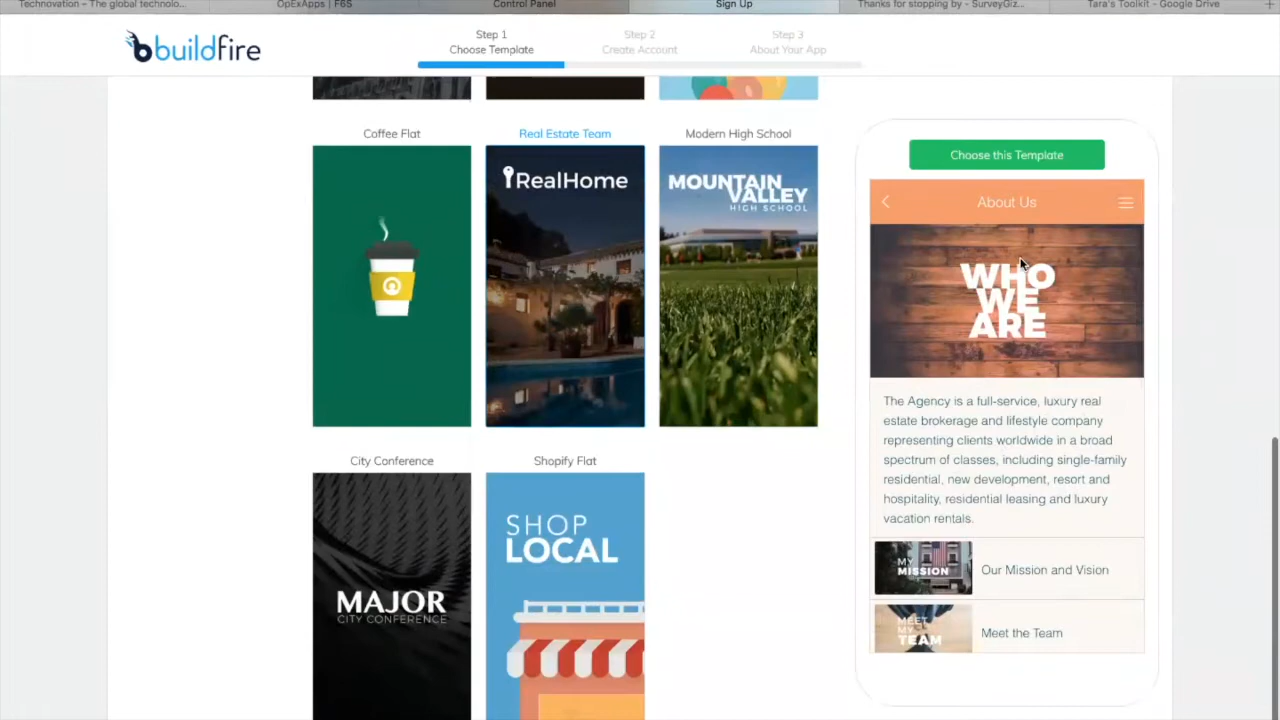 Technovation – The global technolo...
OpExApps | F6S
Control Panel
Sign Up
Thanks for stopping by - SurveyGiz...
Tara's Toolkit - Google Drive
+
buildfire
Step 1
Choose Template
Step 2
Create Account
Step 3
About Your App
Coffee Flat
Real Estate Team
Modern High School
RealHome
MOUNTAIN
VALLEY
HIGH SCHOOL
City Conference
Shopify Flat
MAJOR
CITY CONFERENCE
SHOP
LOCAL
Choose this Template
About Us
WHO
WE
ARE
The Agency is a full-service, luxury real
estate brokerage and lifestyle company
representing clients worldwide in a broad
spectrum of classes, including single-family
residential, new development, resort and
hospitality, residential leasing and luxury
vacation rentals.
MY
MISSION
Our Mission and Vision
MEET
MY
TEAM
Meet the Team